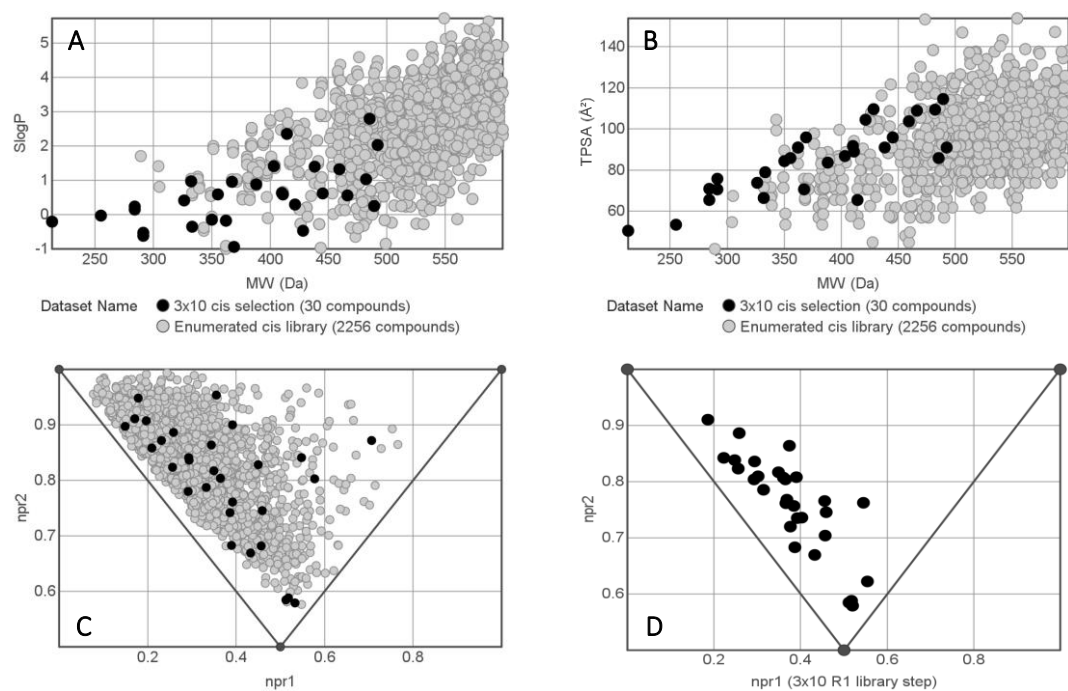 A
5
4
3
2
1
0
-1
SlogP
250 300 350 400 450 500 550
MW (Da)
Dataset Name
3x10 cis selection (30 compounds)
Enumerated cis library (2256 compounds)
B
140
120
100
80
60
TPSA (Å²)
250 300 350 400 450 500 550
MW (Da)
Dataset Name
3x10 cis selection (30 compounds)
Enumerated cis library (2256 compounds)
0.9
0.8
0.7
0.6
npr2
C
0.2 0.4 0.6 0.8
npr1
0.9
0.8
0.7
0.6
npr2
D
0.2 0.4 0.6 0.8
npr1 (3x10 R1 library step)